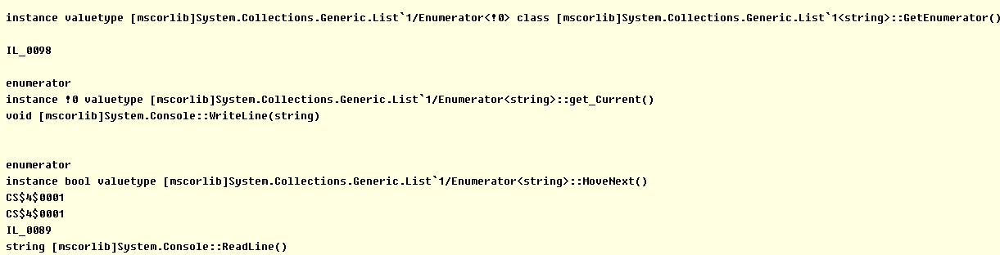 instance valuetype [mscorlib]System.Collections.Generic.List`1/Enumerator<!0> class [mscorlib]System.Collections.Generic.List`1<string>::GetEnumerator()
IL_0098
enumerator
instance !0 valuetype [mscorlib]System.Collections.Generic.List`1/Enumerator<string>::get_Current()
void [mscorlib]System.Console::WriteLine(string)
enumerator
instance bool valuetype [mscorlib]System.Collections.Generic.List`1/Enumerator<string>::MoveNext()
CS$4$0001
CS$4$0001
IL_0089
string [mscorlib]System.Console::ReadLine()